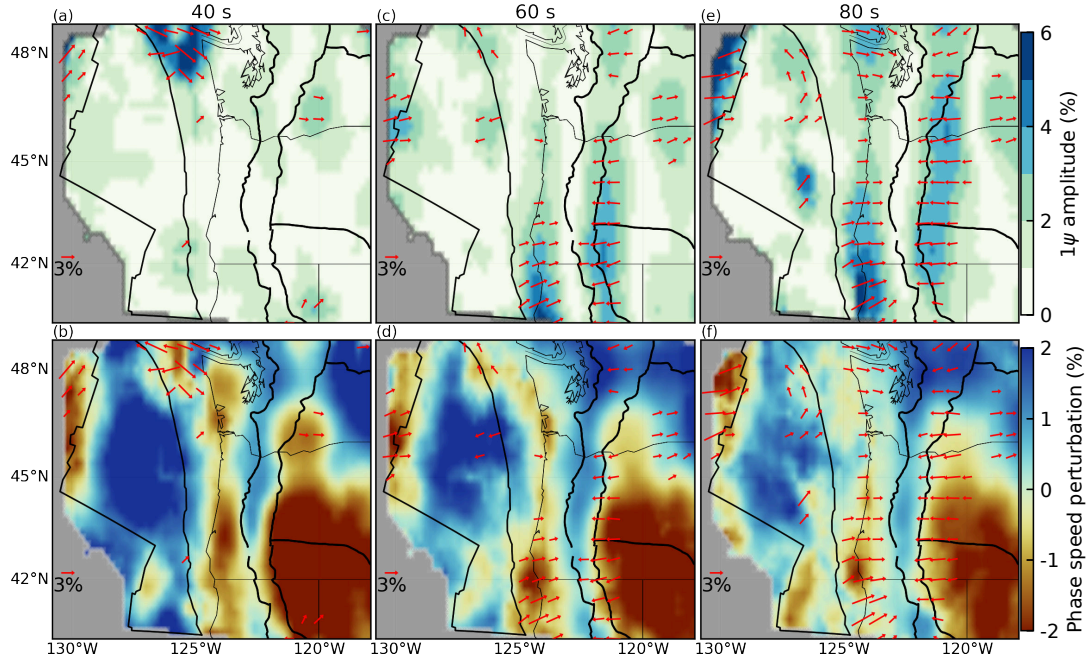 (a) 40 s (c) 60 s (e) 80 s
48°N
45°N
42°N
3% 3% 3%
6
4
2
0
1ψ amplitude (%)
(b) (d) (f)
48°N
45°N
42°N
3% 3% 3%
2
1
0
-1
-2
Phase speed perturbation (%)
130°W 125°W 120°W 130°W 125°W 120°W 130°W 125°W 120°W